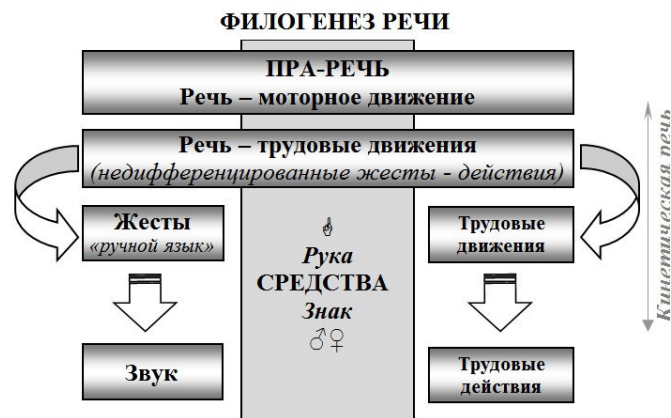 ФИЛОГЕНЕЗ РЕЧИ
ПРА-РЕЧЬ
Речь – моторное движение
Речь – трудовые движения
(недифференцированные жесты - действия)
Жесты
«ручной язык»
Рука
СРЕДСТВА
Знак
♂♀
Трудовые
движения
Звук
Трудовые
действия
Кинетическая речь